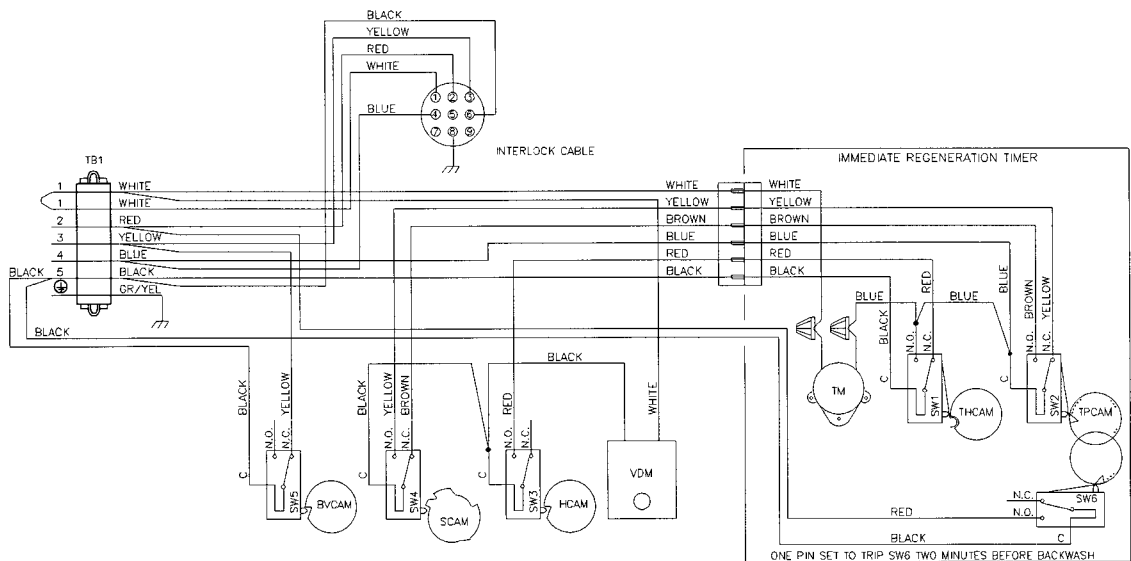 BLACK
YELLOW
RED
WHITE
1 2 3
BLUE
4 5 6
7 8 9
INTERLOCK CABLE
IMMEDIATE REGENERATION TIMER
TB1
1 WHITE WHITE WHITE
1 WHITE YELLOW YELLOW
2 RED BROWN BROWN
3 YELLOW BLUE BLUE
4 BLUE RED RED
BLACK 5 BLACK BLACK BLACK
GR/YEL
BLACK
BLUE
BLACK
N.O.
RED
N.C.
BLUE
BLUE
BROWN
N.O.
YELLOW
N.C.
BLACK
TM
C
SW1
THCAM
C
SW2
TPCAM
BLACK
N.O.
YELLOW
N.C.
BLACK
YELLOW
N.O.
BROWN
N.C.
RED
N.O.
N.C.
WHITE
C
SW5
BVCAM
C
SW4
SCAM
C
SW3
HCAM
VDM
N.C.
SW6
N.O.
RED
BLACK
C
ONE PIN SET TO TRIP SW6 TWO MINUTES BEFORE BACKWASH